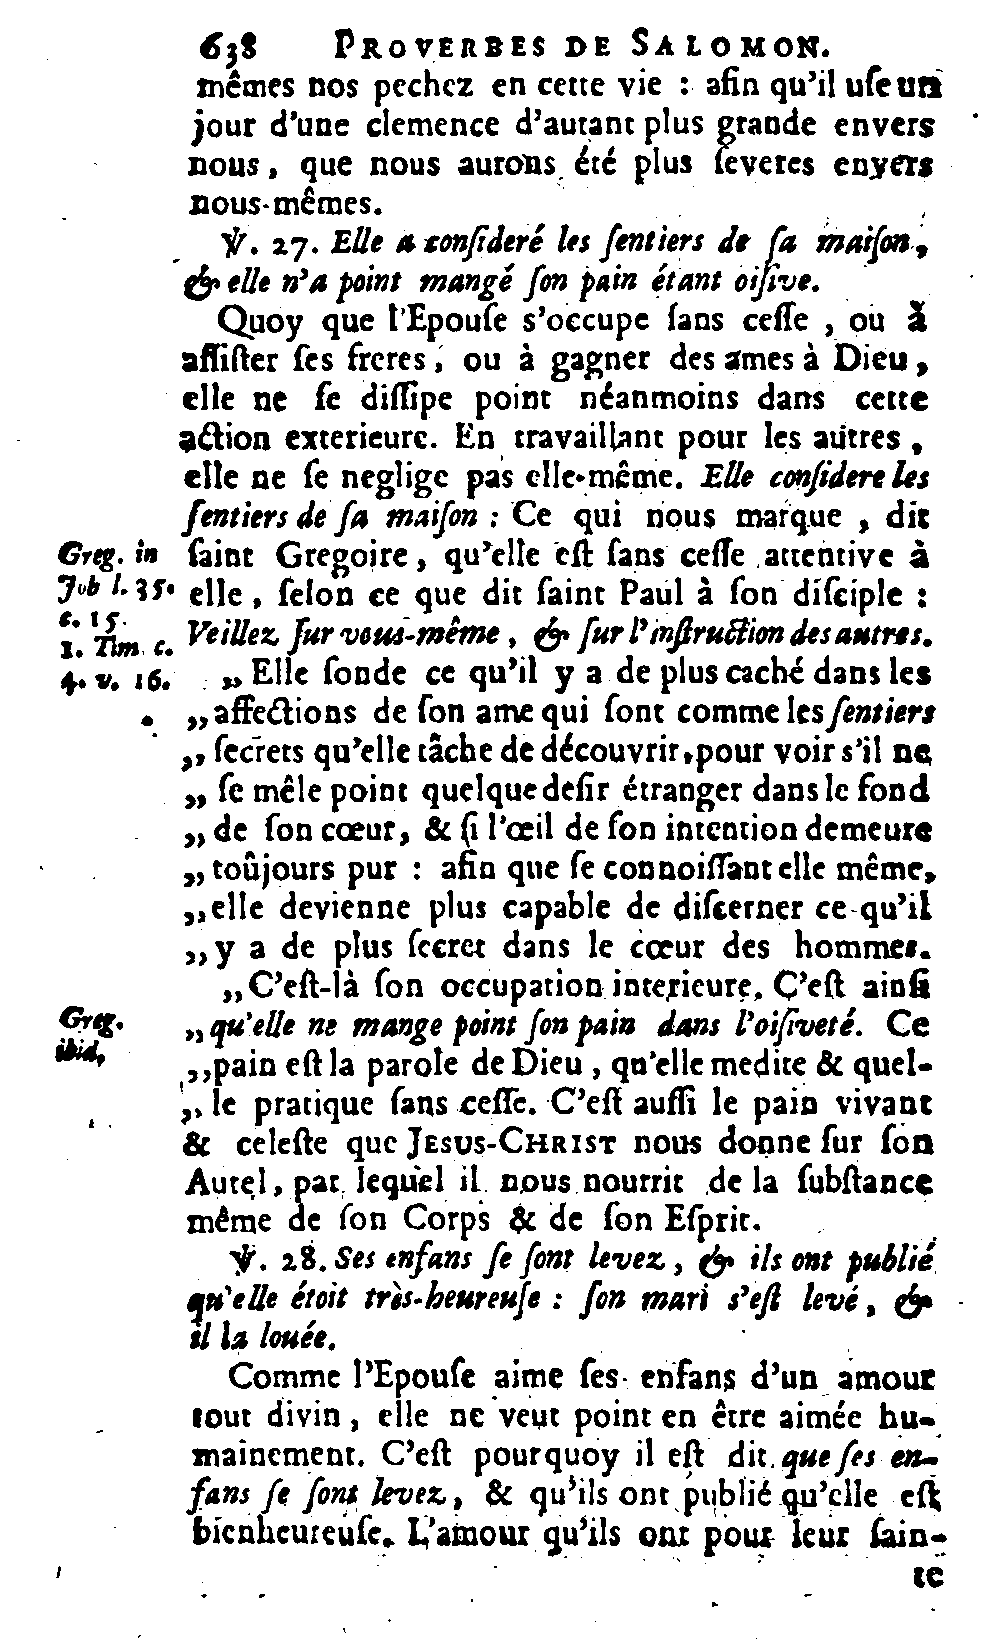 638 PROVERBES DE SALOMON.
mêmes nos pechez en cette vie : afin qu'il uſe un
jour d'une clemence d'autant plus grande envers
nous, que nous aurons été plus ſeveres envers
nous-mêmes.
℣. 27. Elle a conſideré les ſentiers de ſa maiſon,
& elle n'a point mangé ſon pain étant oiſive.
Quoy que l'Epouſe s'occupe ſans ceſſe, ou à
aſſiſter ſes freres, ou à gagner des ames à Dieu,
elle ne ſe diſſipe point néanmoins dans cette
action exterieure. En travaillant pour les autres,
elle ne ſe neglige pas elle-même. Elle conſidere les
ſentiers de ſa maiſon : Ce qui nous marque, dit
Greg. in ſaint Gregoire, qu'elle eſt ſans ceſſe attentive à
Job l. 35. elle, ſelon ce que dit ſaint Paul à ſon diſciple :
c. 15.
1. Tim. c. Veillez ſur vous-même, & ſur l'inſtruction des autres.
4. v. 16. „ Elle ſonde ce qu'il y a de plus caché dans les
„ affections de ſon ame qui ſont comme les ſentiers
„ ſecrets qu'elle tâche de découvrir, pour voir s'il ne
„ ſe mêle point quelque deſir étranger dans le fond
„ de ſon cœur, & ſi l'œil de ſon intention demeure
„ toûjours pur : afin que ſe connoiſſant elle même,
„ elle devienne plus capable de diſcerner ce qu'il
„ y a de plus ſecret dans le cœur des hommes.
„ C'eſt-là ſon occupation interieure. C'eſt ainſi
Greg. „ qu'elle ne mange point ſon pain dans l'oiſiveté. Ce
ibid. „ pain eſt la parole de Dieu, qu'elle medite & quel-
„ le pratique ſans ceſſe. C'eſt auſſi le pain vivant
& celeſte que JESUS-CHRIST nous donne ſur ſon
Autel, par lequel il nous nourrit de la ſubſtance
même de ſon Corps & de ſon Eſprit.
℣. 28. Ses enfans ſe ſont levez, & ils ont publié
qu'elle étoit très-heureuſe : ſon mari s'eſt levé, &
il la louée.
Comme l'Epouſe aime ſes enfans d'un amour
tout divin, elle ne veut point en être aimée hu-
mainement. C'eſt pourquoy il eſt dit que ſes en-
fans ſe ſont levez, & qu'ils ont publié qu'elle eſt
bienheureuſe. L'amour qu'ils ont pour leur ſain-
te